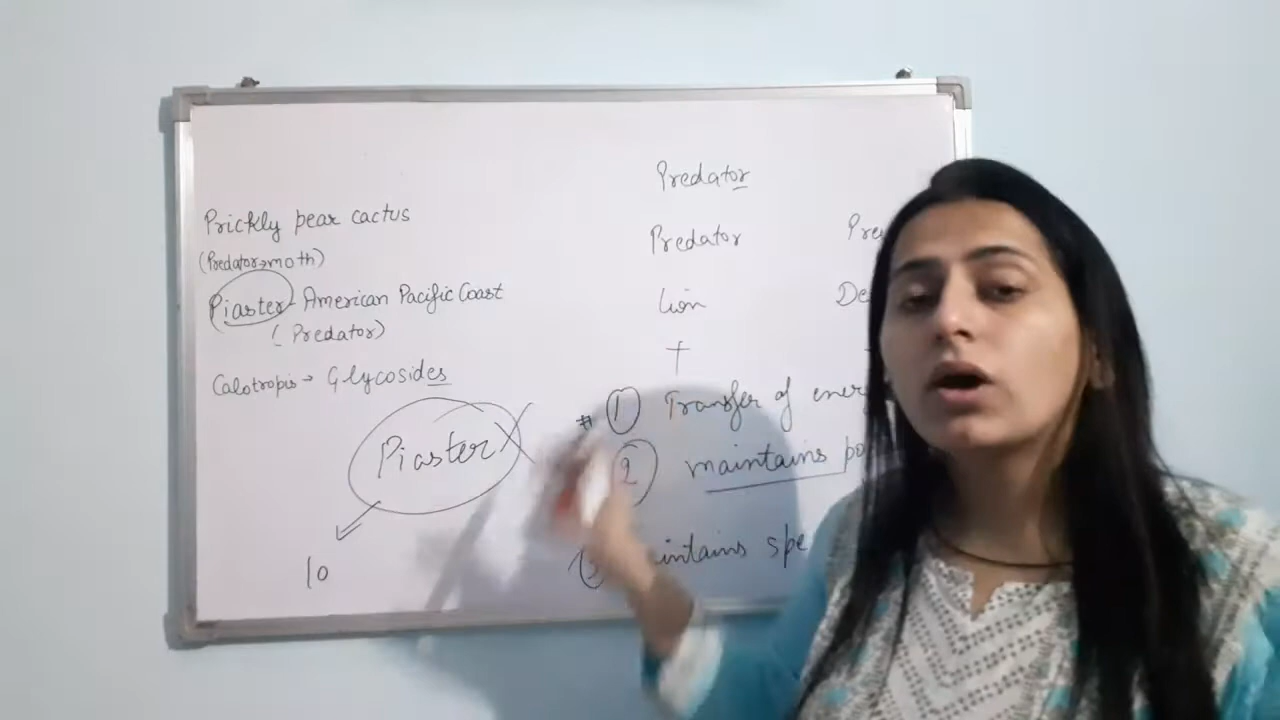 Prickly pear cactus
(Predator→moth)
Piaster - American Pacific Coast
(Predator)
Calotropis → Glycosides
Piaster X
10
Predator
Predator
Lion
① Transfer of
② maintains